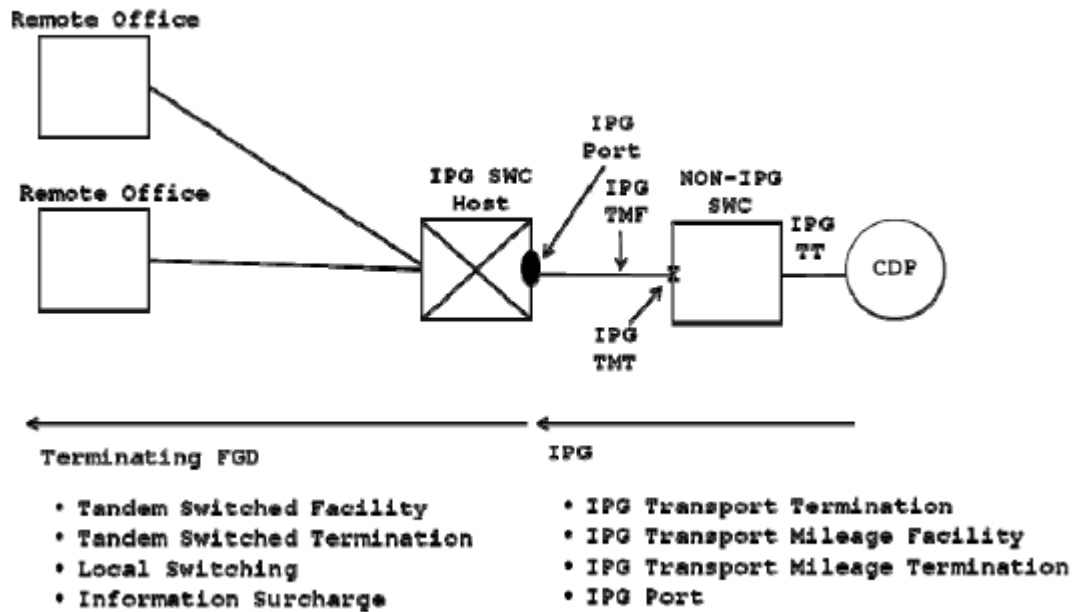 Remote Office
Remote Office
IPG SWC
Host
IPG
Port
IPG
TMF
IPG
TMT
NON-IPG
SWC
IPG
TT
CDP
Terminating FGD
• Tandem Switched Facility
• Tandem Switched Termination
• Local Switching
• Information Surcharge
IPG
• IPG Transport Termination
• IPG Transport Mileage Facility
• IPG Transport Mileage Termination
• IPG Port